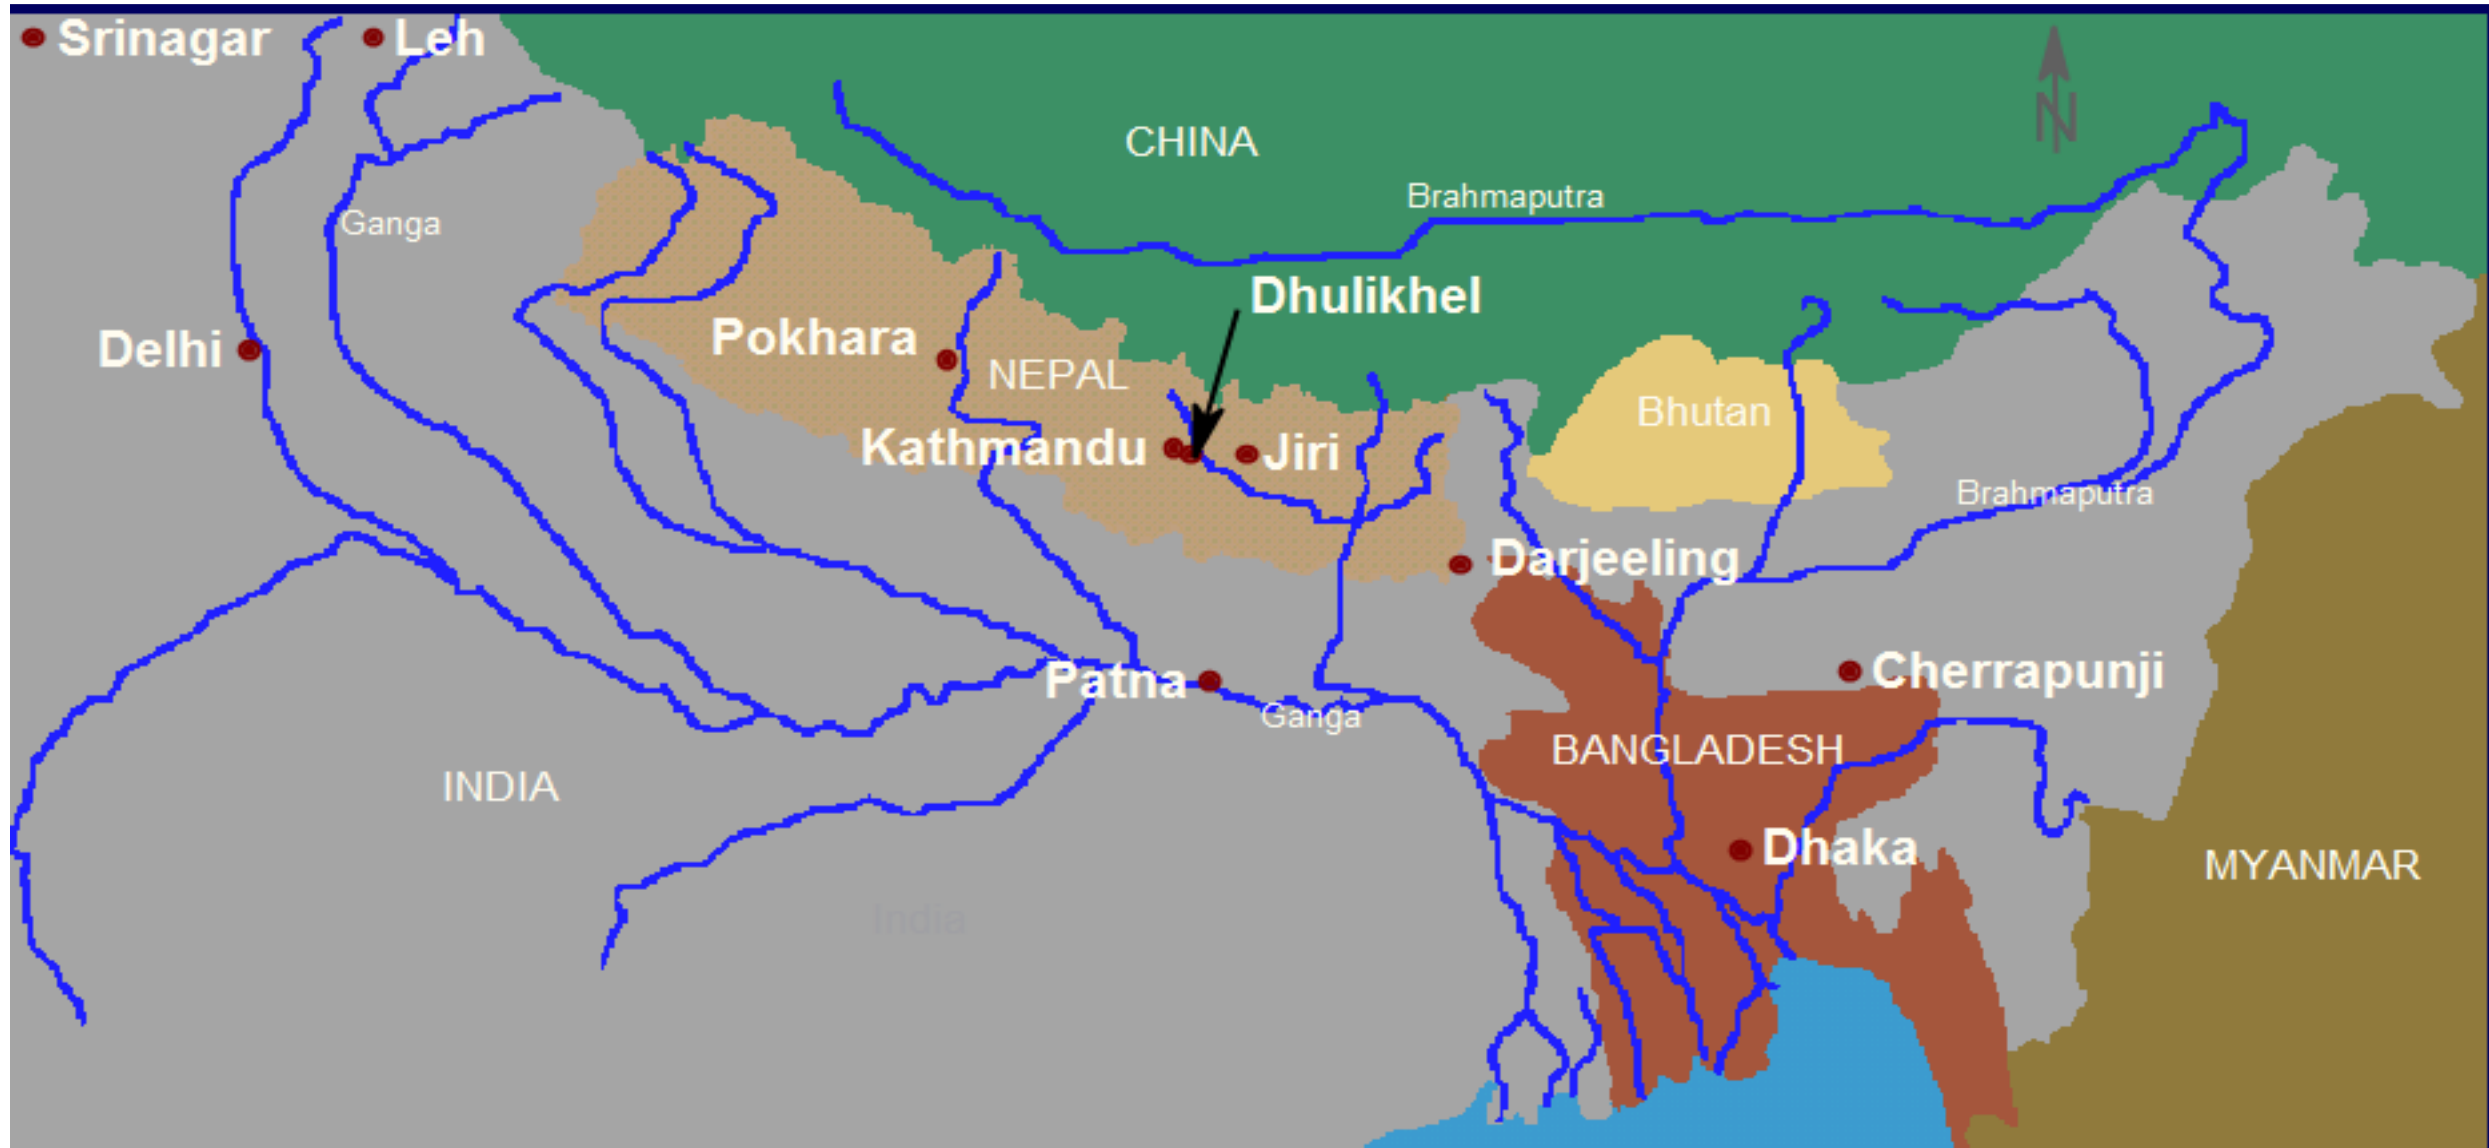 Srinagar
Leh
N
CHINA
Brahmaputra
Ganga
Dhulikhel
Delhi
Pokhara
NEPAL
Bhutan
Kathmandu
Jiri
Brahmaputra
Darjeeling
Patna
Cherrapunji
Ganga
BANGLADESH
INDIA
Dhaka
MYANMAR
India